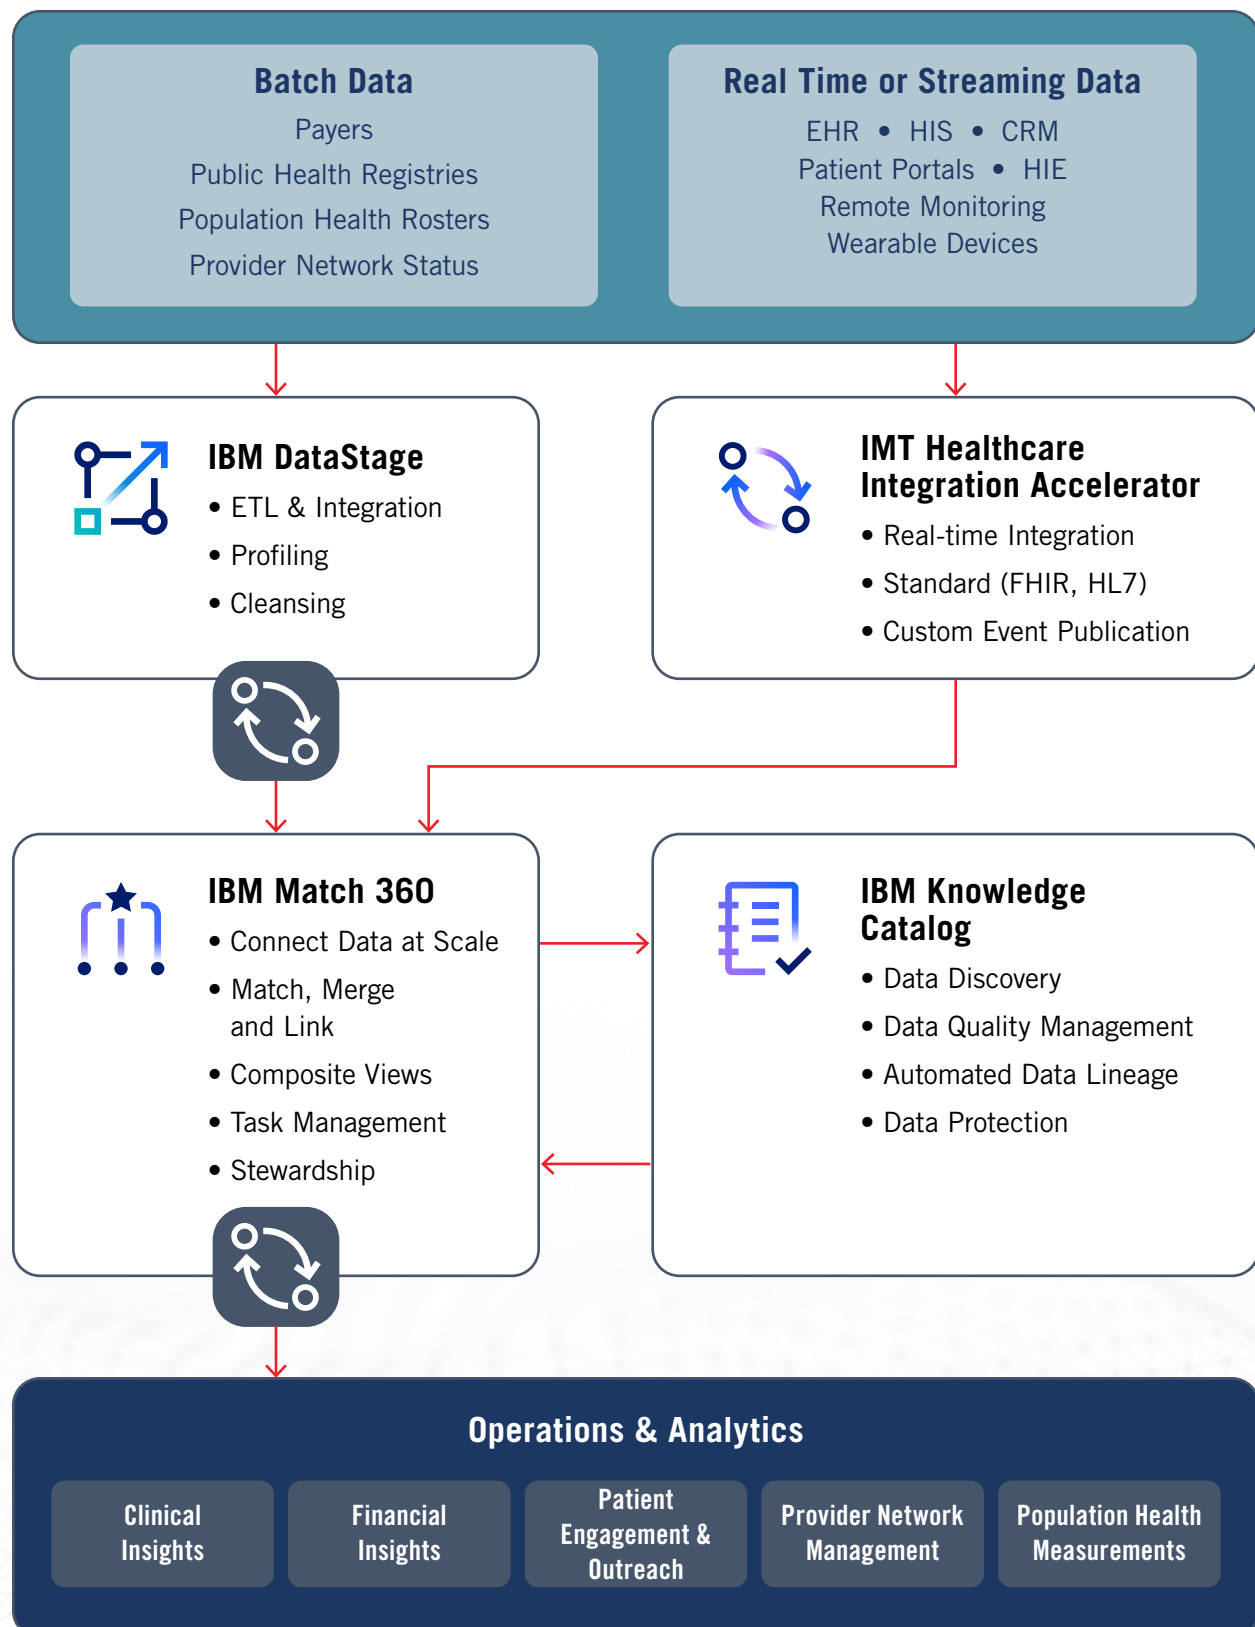 Batch Data
Payers
Public Health Registries
Population Health Rosters
Provider Network Status
Real Time or Streaming Data
EHR • HIS • CRM
Patient Portals • HIE
Remote Monitoring
Wearable Devices
IBM DataStage
• ETL & Integration
• Profiling
• Cleansing
IMT Healthcare
Integration Accelerator
• Real-time Integration
• Standard (FHIR, HL7)
• Custom Event Publication
IBM Match 360
• Connect Data at Scale
• Match, Merge
and Link
• Composite Views
• Task Management
• Stewardship
IBM Knowledge
Catalog
• Data Discovery
• Data Quality Management
• Automated Data Lineage
• Data Protection
Operations & Analytics
Clinical
Insights
Financial
Insights
Patient
Engagement &
Outreach
Provider Network
Management
Population Health
Measurements